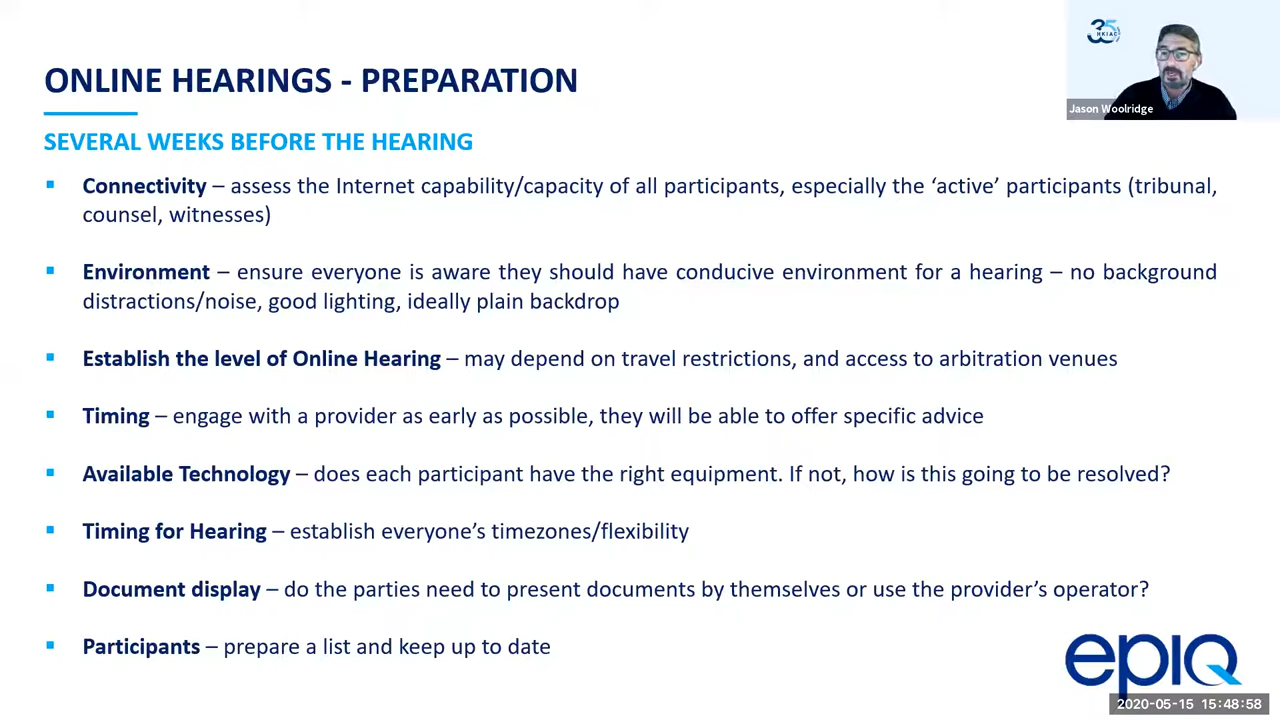 35
HKIAC
Jason Woolridge
ONLINE HEARINGS - PREPARATION
SEVERAL WEEKS BEFORE THE HEARING
▪ Connectivity – assess the Internet capability/capacity of all participants, especially the ‘active’ participants (tribunal,
counsel, witnesses)
▪ Environment – ensure everyone is aware they should have conducive environment for a hearing – no background
distractions/noise, good lighting, ideally plain backdrop
▪ Establish the level of Online Hearing – may depend on travel restrictions, and access to arbitration venues
▪ Timing – engage with a provider as early as possible, they will be able to offer specific advice
▪ Available Technology – does each participant have the right equipment. If not, how is this going to be resolved?
▪ Timing for Hearing – establish everyone’s timezones/flexibility
▪ Document display – do the parties need to present documents by themselves or use the provider’s operator?
▪ Participants – prepare a list and keep up to date
epiq
2020-05-15 15:48:58